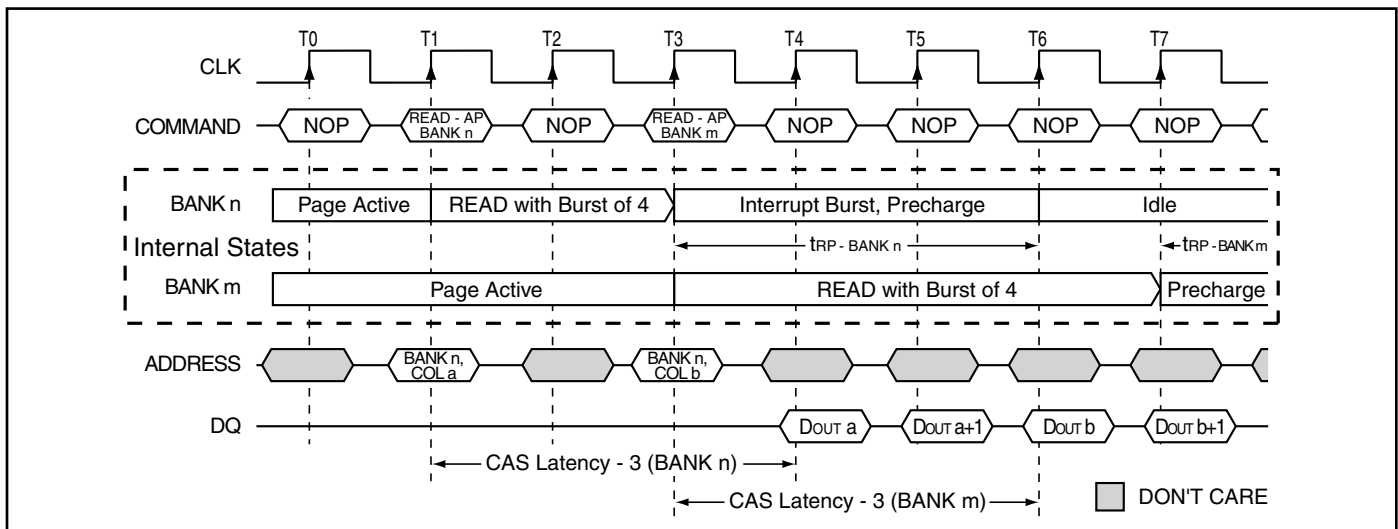 T0 T1 T2 T3 T4 T5 T6 T7
CLK
COMMAND NOP READ - AP BANK n NOP READ - AP BANK m NOP NOP NOP NOP
BANK n Page Active READ with Burst of 4 Interrupt Burst, Precharge Idle
Internal States tRP - BANK n tRP - BANK m
BANK m Page Active READ with Burst of 4 Precharge
ADDRESS BANK n, COL a BANK n, COL b
DQ DOUT a DOUT a+1 DOUT b DOUT b+1
CAS Latency - 3 (BANK n)
CAS Latency - 3 (BANK m) DON'T CARE